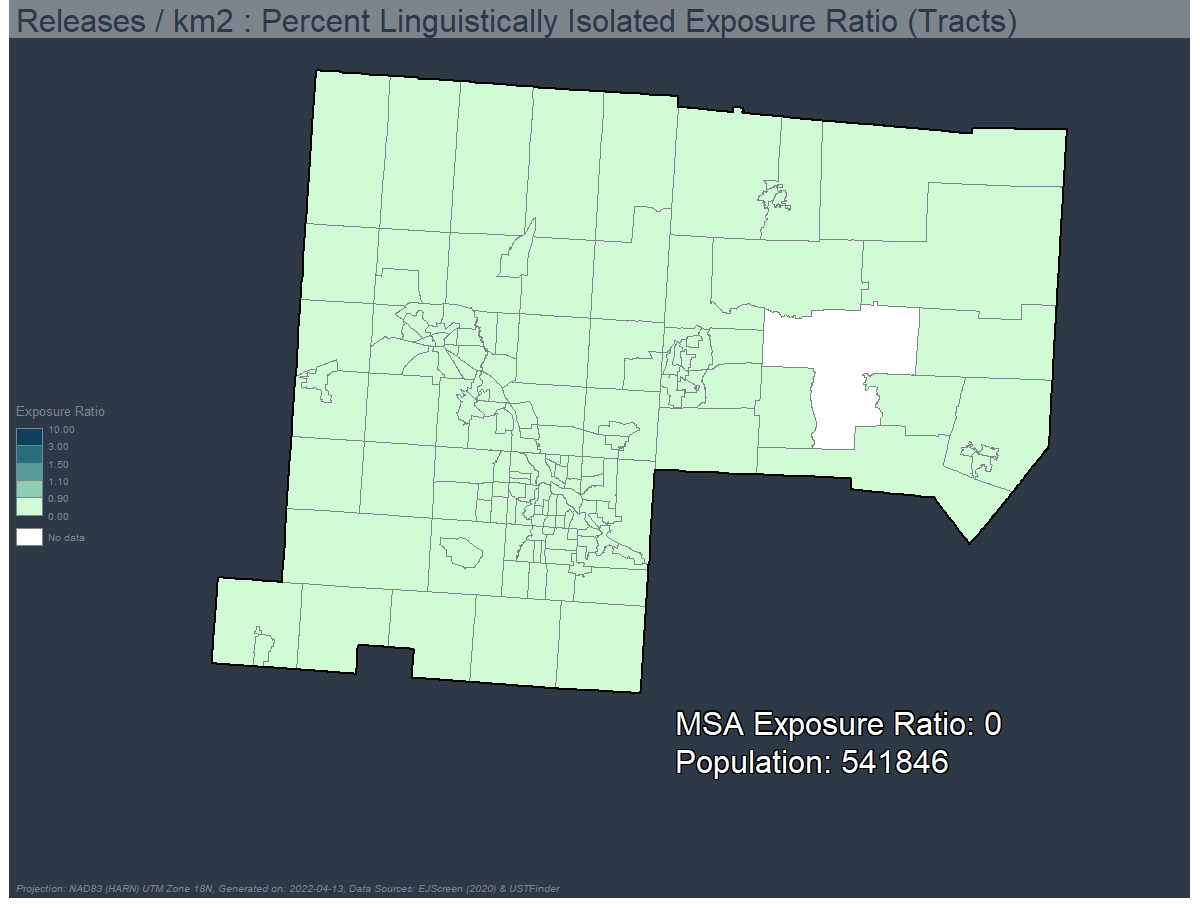 Releases / km2 : Percent Linguistically Isolated Exposure Ratio (Tracts)
Exposure Ratio
10.00
3.00
1.50
1.10
0.90
0.00
No data
MSA Exposure Ratio: 0
Population: 541846
Projection: NAD83 (HARN) UTM Zone 18N, Generated on: 2022-04-13, Data Sources: EJScreen (2020) & USTFinder